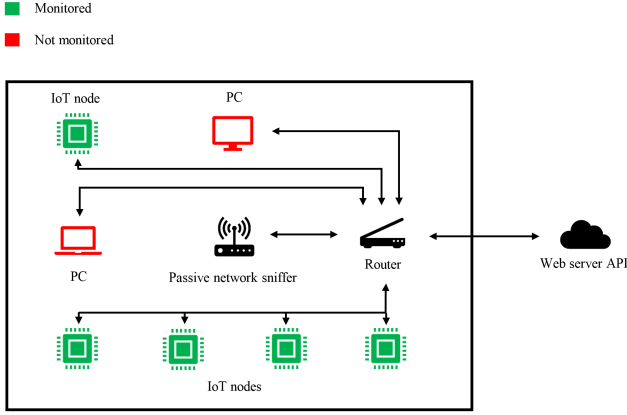 Monitored
Not monitored
IoT node
PC
PC
Passive network sniffer
Router
Web server API
IoT nodes